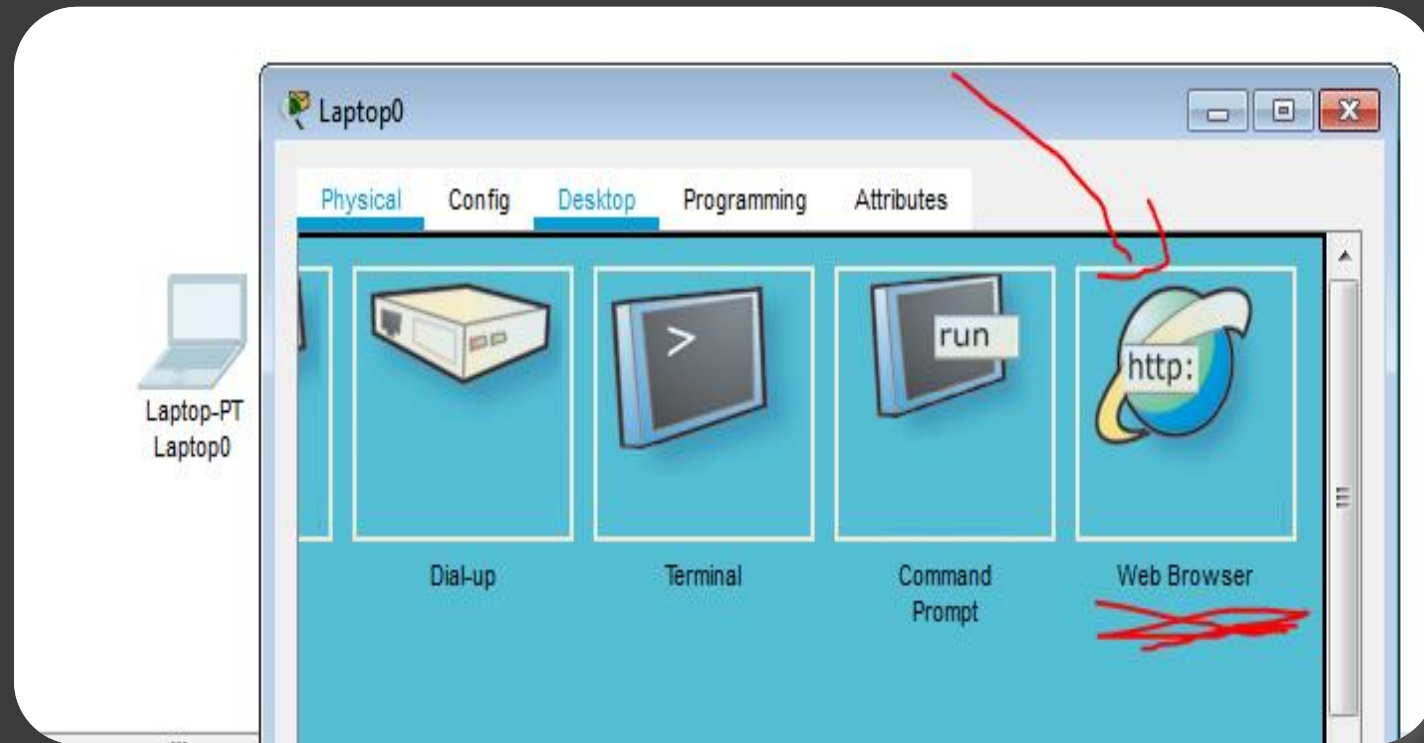 Laptop0
Physical Config Desktop Programming Attributes
>
run
http:
Laptop-PT
Laptop0
Dial-up Terminal Command Prompt Web Browser